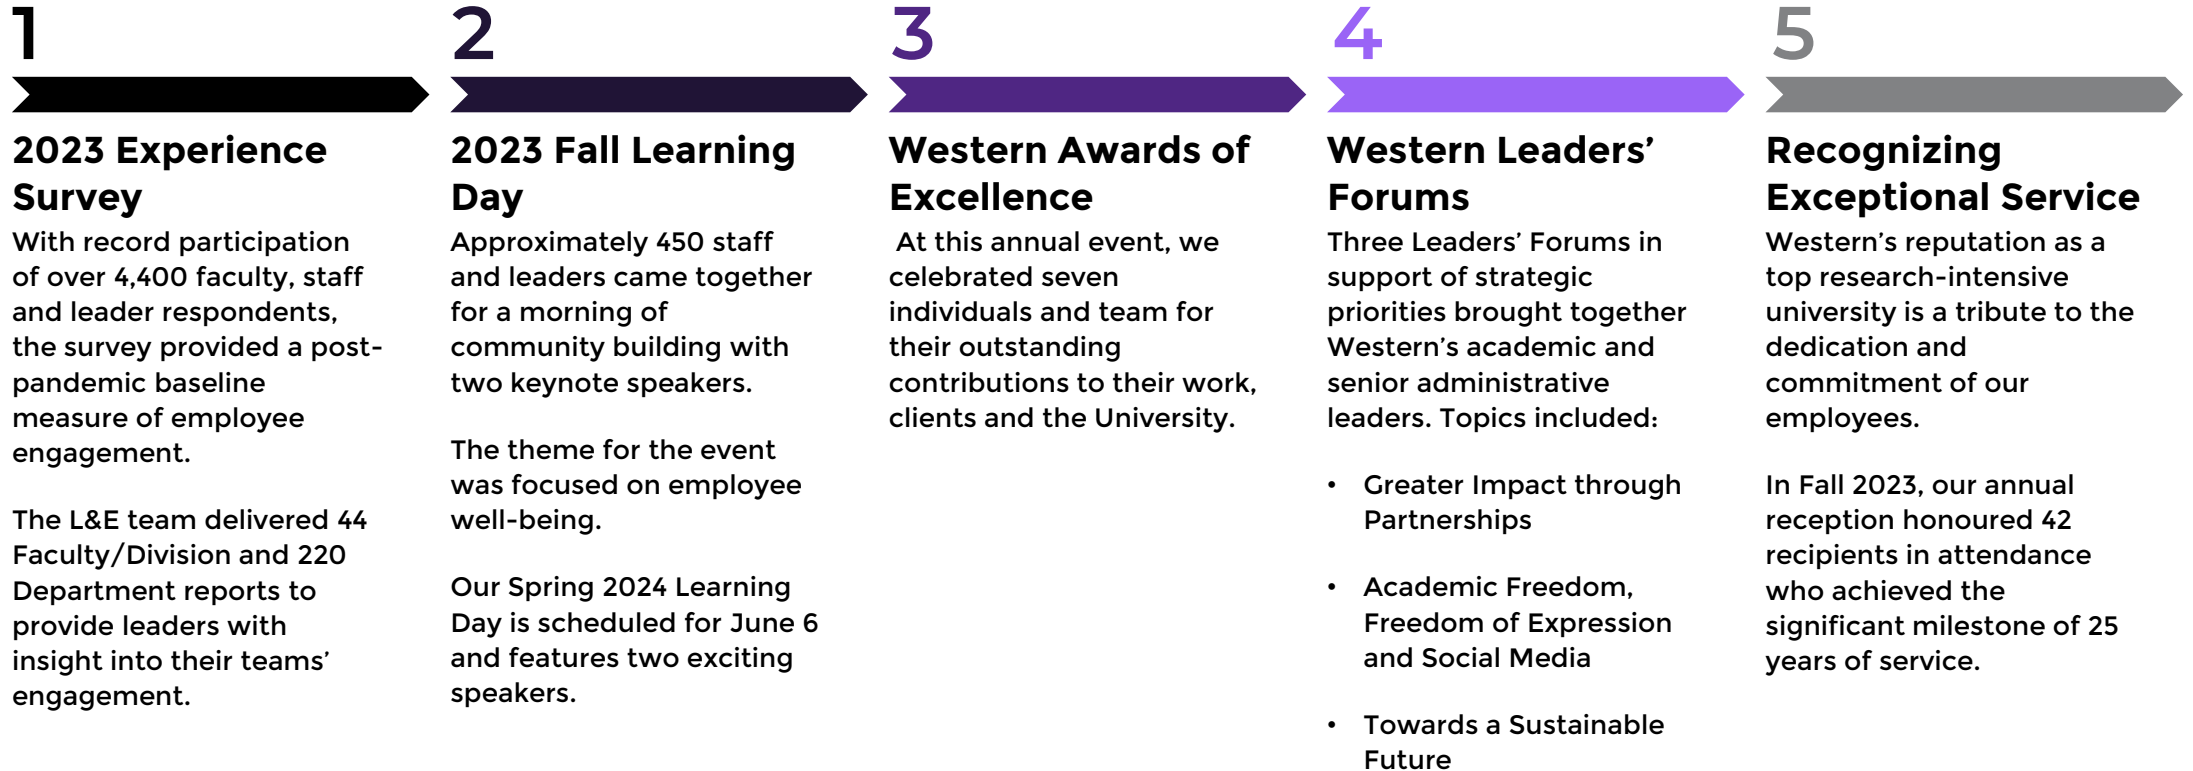 1
2023 Experience
Survey
With record participation
of over 4,400 faculty, staff
and leader respondents,
the survey provided a post-
pandemic baseline
measure of employee
engagement.
The L&E team delivered 44
Faculty/Division and 220
Department reports to
provide leaders with
insight into their teams’
engagement.
2
2023 Fall Learning
Day
Approximately 450 staff
and leaders came together
for a morning of
community building with
two keynote speakers.
The theme for the event
was focused on employee
well-being.
Our Spring 2024 Learning
Day is scheduled for June 6
and features two exciting
speakers.
3
Western Awards of
Excellence
At this annual event, we
celebrated seven
individuals and team for
their outstanding
contributions to their work,
clients and the University.
4
Western Leaders’
Forums
Three Leaders’ Forums in
support of strategic
priorities brought together
Western’s academic and
senior administrative
leaders. Topics included:
• Greater Impact through
Partnerships
• Academic Freedom,
Freedom of Expression
and Social Media
• Towards a Sustainable
Future
5
Recognizing
Exceptional Service
Western’s reputation as a
top research-intensive
university is a tribute to the
dedication and
commitment of our
employees.
In Fall 2023, our annual
reception honoured 42
recipients in attendance
who achieved the
significant milestone of 25
years of service.